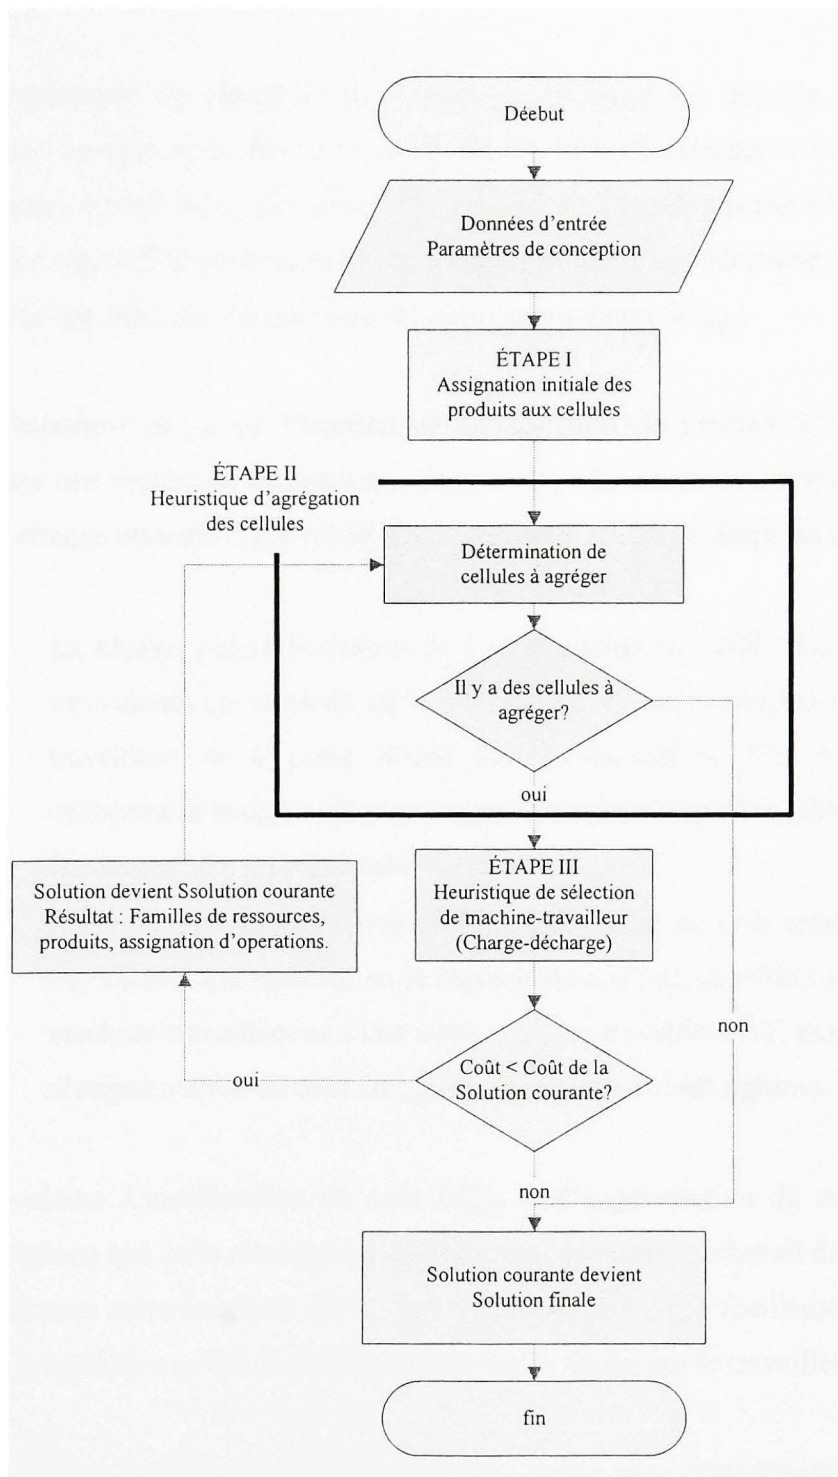 Déebut
Données d'entrée
Paramètres de conception
ÉTAPE I
Assignation initiale des
produits aux cellules
ÉTAPE II
Heuristique d'agrégation
des cellules
Détermination de
cellules à agréger
Il y a des cellules à
agréger?
oui
ÉTAPE III
Heuristique de sélection
de machine-travailleur
(Charge-décharge)
Solution devient Ssolution courante
Résultat : Familles de ressources,
produits, assignation d'operations.
non
Coût < Coût de la
Solution courante?
oui
non
Solution courante devient
Solution finale
fin